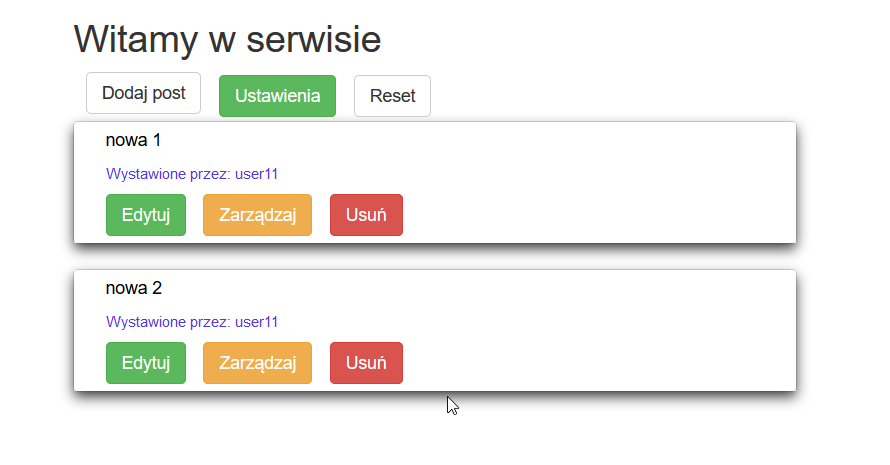 Witamy w serwisie
Dodaj post Ustawienia Reset
nowa 1
Wystawione przez: user11
Edytuj Zarządzaj Usuń
nowa 2
Wystawione przez: user11
Edytuj Zarządzaj Usuń